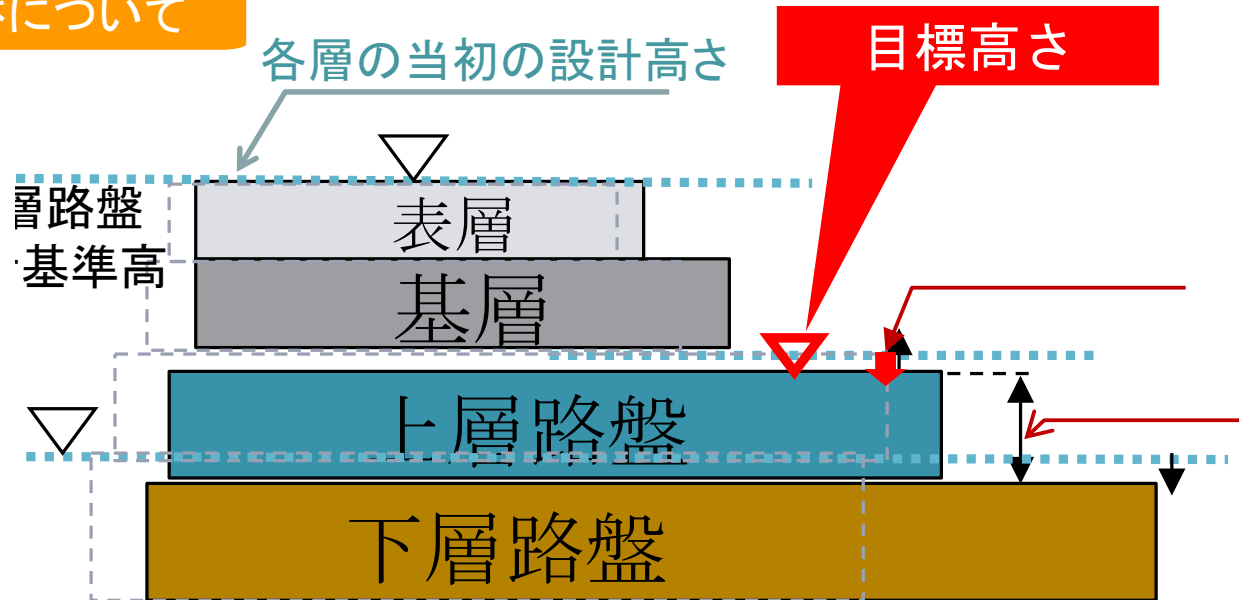 について
各層の当初の設計高さ
目標高さ
層路盤
基準高
表層
基層
上層路盤
下層路盤